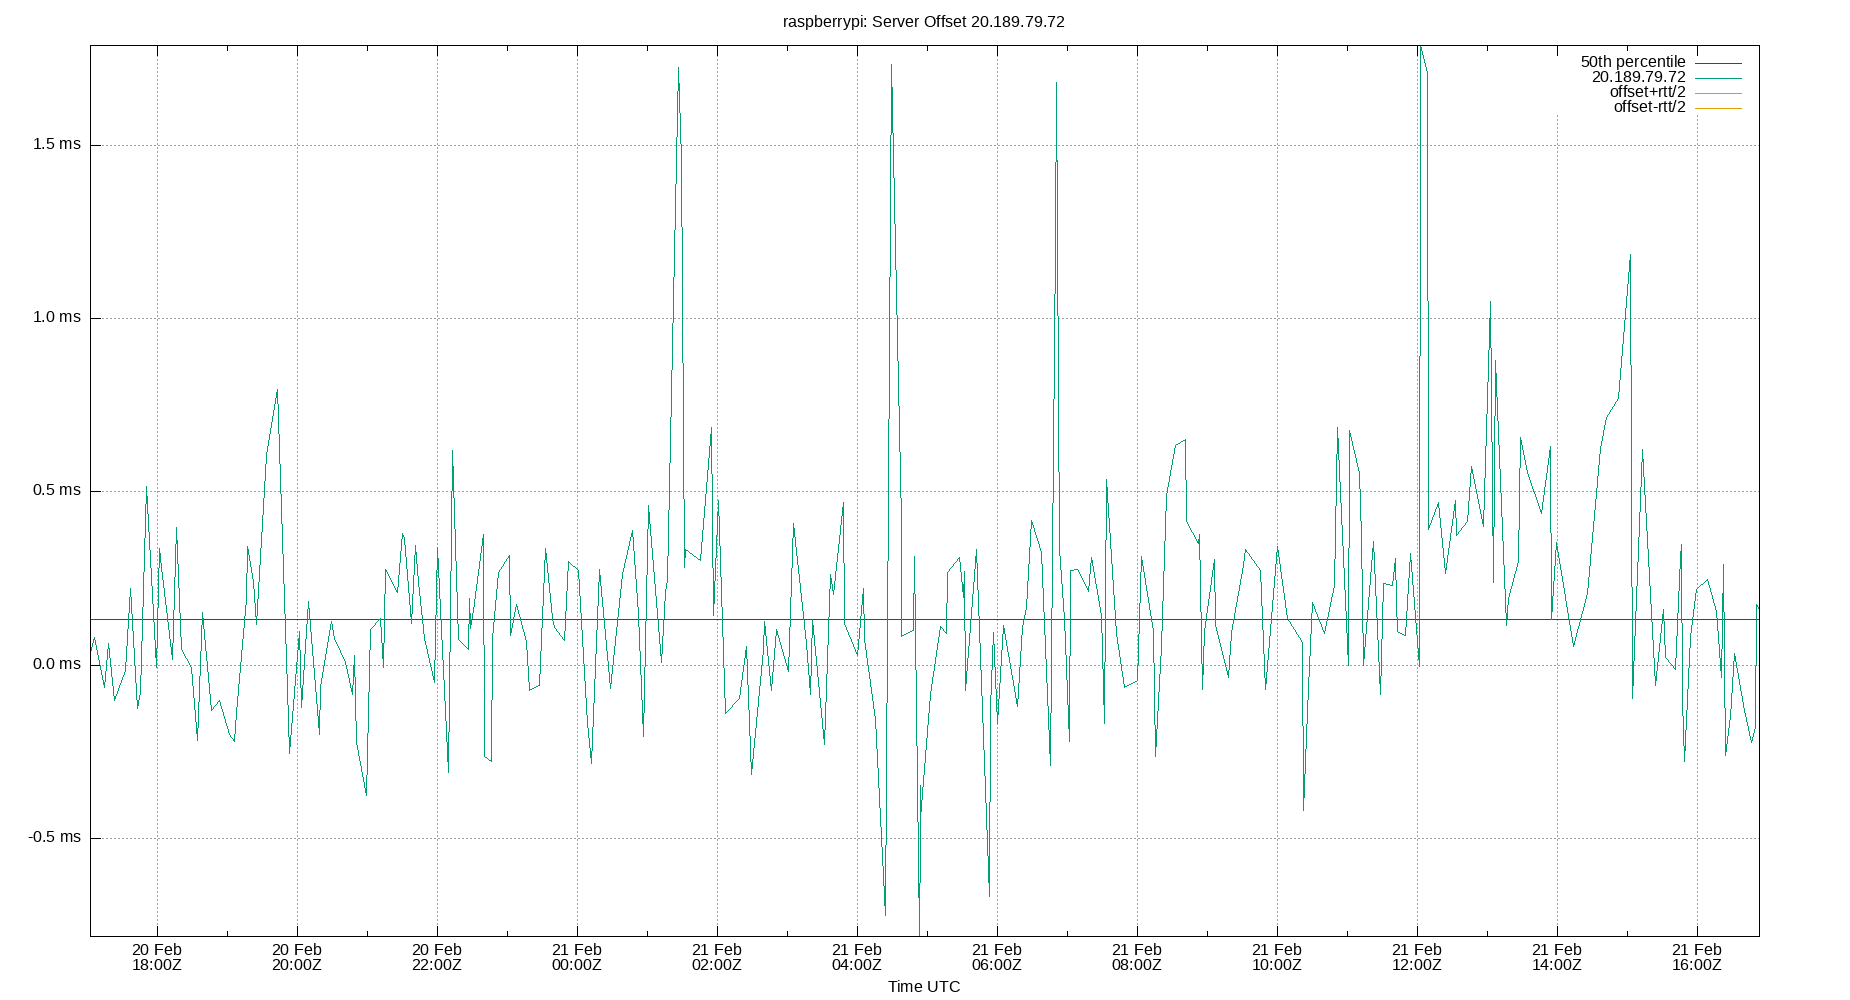 raspberrypi: Server Offset 20.189.79.72
50th percentile
20.189.79.72
offset+rtt/2
offset-rtt/2
1.5 ms
1.0 ms
0.5 ms
0.0 ms
-0.5 ms
20 Feb 20 Feb 20 Feb 21 Feb 21 Feb 21 Feb 21 Feb 21 Feb 21 Feb 21 Feb 21 Feb 21 Feb
18:00Z 20:00Z 22:00Z 00:00Z 02:00Z 04:00Z 06:00Z 08:00Z 10:00Z 12:00Z 14:00Z 16:00Z
Time UTC